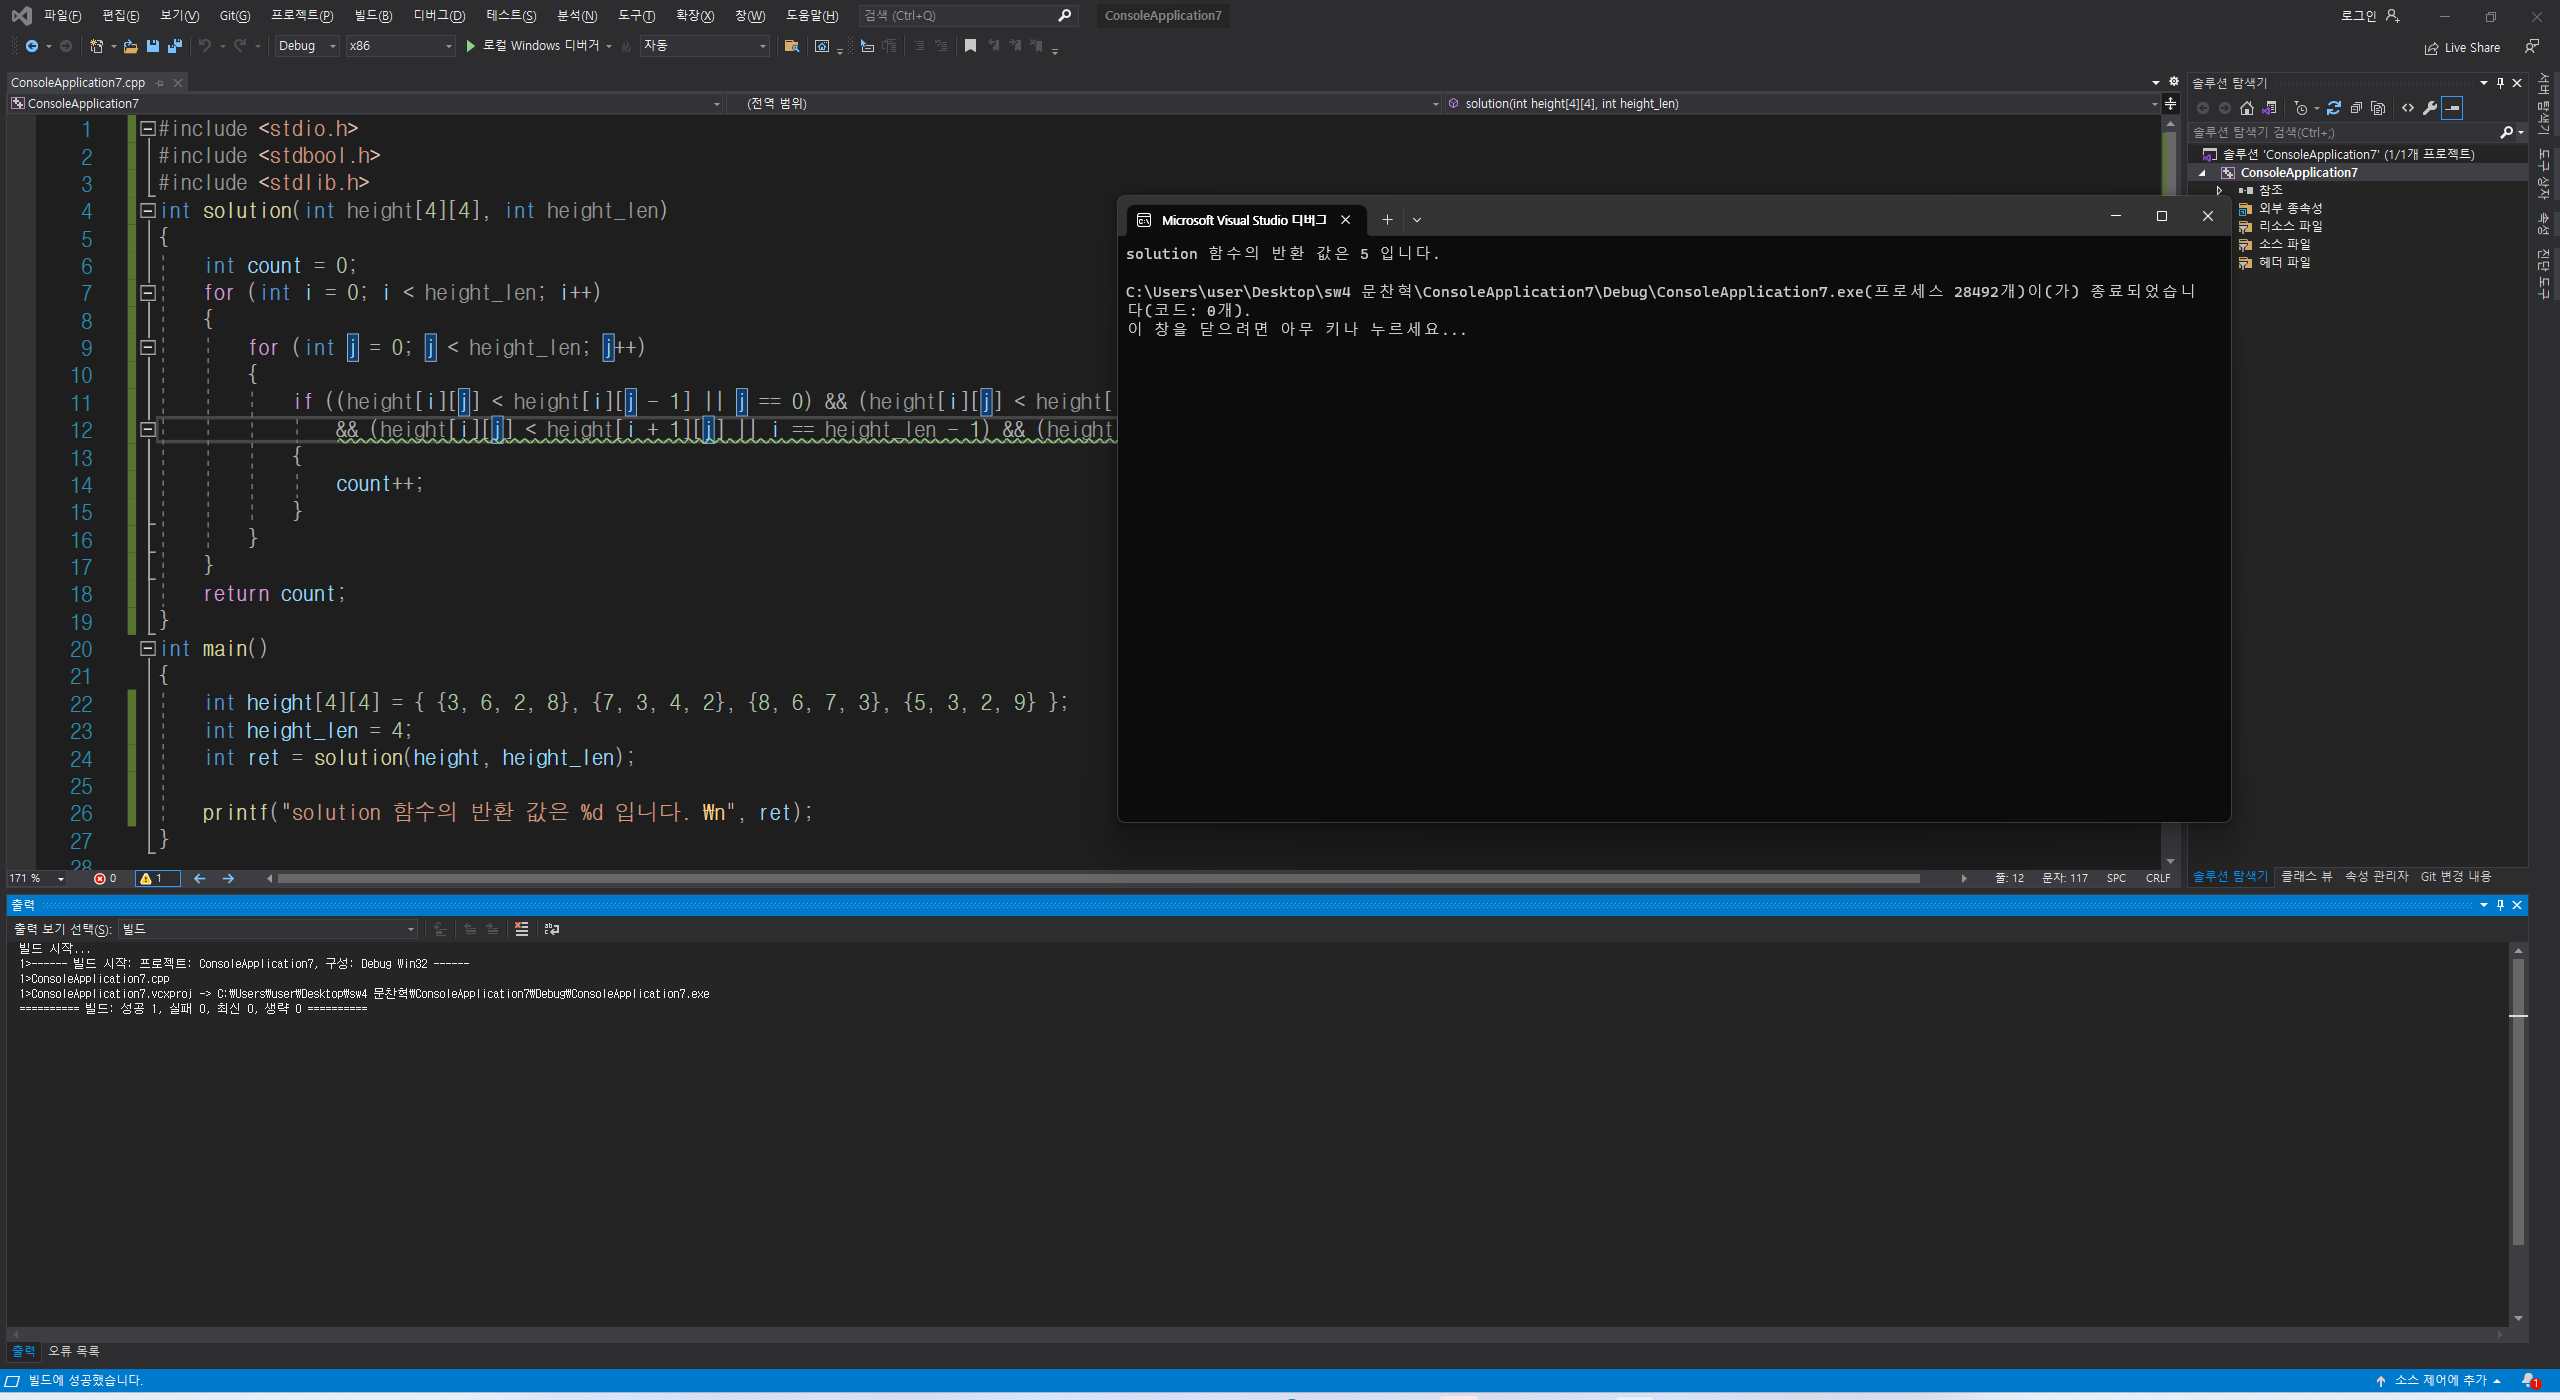 파일(F) 편집(E) 보기(V) Git(G) 프로젝트(P) 빌드(B) 디버그(D) 테스트(S) 분석(N) 도구(T) 확장(X) 창(W) 도움말(H) 검색 (Ctrl+Q) ConsoleApplication7 로그인
Debug x86 로컬 Windows 디버거 자동 Live Share
ConsoleApplication7.cpp
ConsoleApplication7 (전역 범위) solution(int height[4][4], int height_len)
1 #include <stdio.h>
2 #include <stdbool.h>
3 #include <stdlib.h>
4 int solution(int height[4][4], int height_len)
5 {
6 int count = 0;
7 for (int i = 0; i < height_len; i++)
8 {
9 for (int j = 0; j < height_len; j++)
10 {
11 if ((height[i][j] < height[i][j - 1] || j == 0) && (height[i][j] < height[
12 && (height[i][j] < height[i + 1][j] || i == height_len - 1) && (height
13 {
14 count++;
15 }
16 }
17 }
18 return count;
19 }
20 int main()
21 {
22 int height[4][4] = { {3, 6, 2, 8}, {7, 3, 4, 2}, {8, 6, 7, 3}, {5, 3, 2, 9} };
23 int height_len = 4;
24 int ret = solution(height, height_len);
25
26 printf("solution 함수의 반환 값은 %d 입니다. ₩n", ret);
27 }
28
171 % 0 1 줄: 12 문자: 117 SPC CRLF
Microsoft Visual Studio 디버그
solution 함수의 반환 값은 5 입니다.
C:\Users\user\Desktop\sw4 문찬혁\ConsoleApplication7\Debug\ConsoleApplication7.exe(프로세스 28492개)이(가) 종료되었습니
다(코드: 0개).
이 창을 닫으려면 아무 키나 누르세요...
솔루션 탐색기
솔루션 탐색기 검색(Ctrl+;)
솔루션 'ConsoleApplication7' (1/1개 프로젝트)
ConsoleApplication7
참조
외부 종속성
리소스 파일
소스 파일
헤더 파일
솔루션 탐색기 클래스 뷰 속성 관리자 Git 변경 내용
서버 탐색기
도구 상자
속성
진단 도구
출력
출력 보기 선택(S): 빌드
빌드 시작...
1>------ 빌드 시작: 프로젝트: ConsoleApplication7, 구성: Debug Win32 ------
1>ConsoleApplication7.cpp
1>ConsoleApplication7.vcxproj -> C:₩Users₩user₩Desktop₩sw4 문찬혁₩ConsoleApplication7₩Debug₩ConsoleApplication7.exe
========== 빌드: 성공 1, 실패 0, 최신 0, 생략 0 ==========
출력 오류 목록
빌드에 성공했습니다. 소스 제어에 추가 1